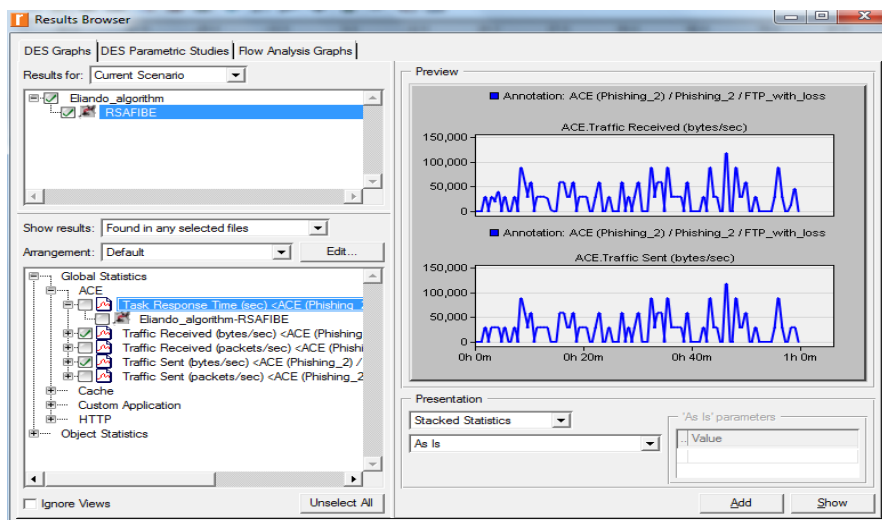 Results Browser
DES Graphs DES Parametric Studies Flow Analysis Graphs
Results for: Current Scenario
Eliando_algorithm
RSAFIBE
Show results: Found in any selected files
Arrangement: Default Edit...
Global Statistics
ACE
Task Response Time (sec) <ACE (Phishing_2
Eliando_algorithm-RSAFIBE
Traffic Received (bytes/sec) <ACE (Phishing
Traffic Received (packets/sec) <ACE (Phishi
Traffic Sent (bytes/sec) <ACE (Phishing_2) /
Traffic Sent (packets/sec) <ACE (Phishing_2
Cache
Custom Application
HTTP
Object Statistics
Ignore Views Unselect All
Preview
Annotation: ACE (Phishing_2) / Phishing_2 / FTP_with_loss
ACE.Traffic Received (bytes/sec)
150,000
100,000
50,000
0
Annotation: ACE (Phishing_2) / Phishing_2 / FTP_with_loss
ACE.Traffic Sent (bytes/sec)
150,000
100,000
50,000
0
0h 0m 0h 20m 0h 40m 1h 0m
Presentation
Stacked Statistics
As Is
'As Is' parameters
.. Value
Add Show